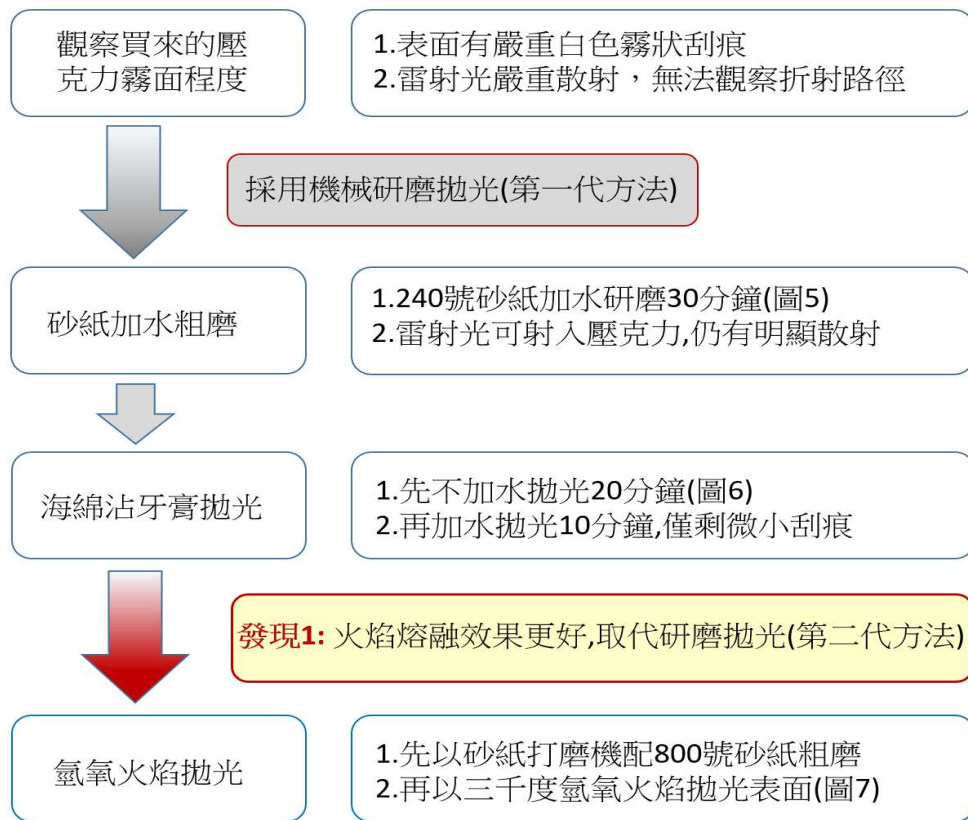 觀察買來的壓
克力霧面程度
1.表面有嚴重白色霧狀刮痕
2.雷射光嚴重散射，無法觀察折射路徑
採用機械研磨拋光(第一代方法)
砂紙加水粗磨
1.240號砂紙加水研磨30分鐘(圖5)
2.雷射光可射入壓克力,仍有明顯散射
海綿沾牙膏拋光
1.先不加水拋光20分鐘(圖6)
2.再加水拋光10分鐘,僅剩微小刮痕
發現1: 火焰熔融效果更好,取代研磨拋光(第二代方法)
氫氧火焰拋光
1.先以砂紙打磨機配800號砂紙粗磨
2.再以三千度氫氧火焰拋光表面(圖7)